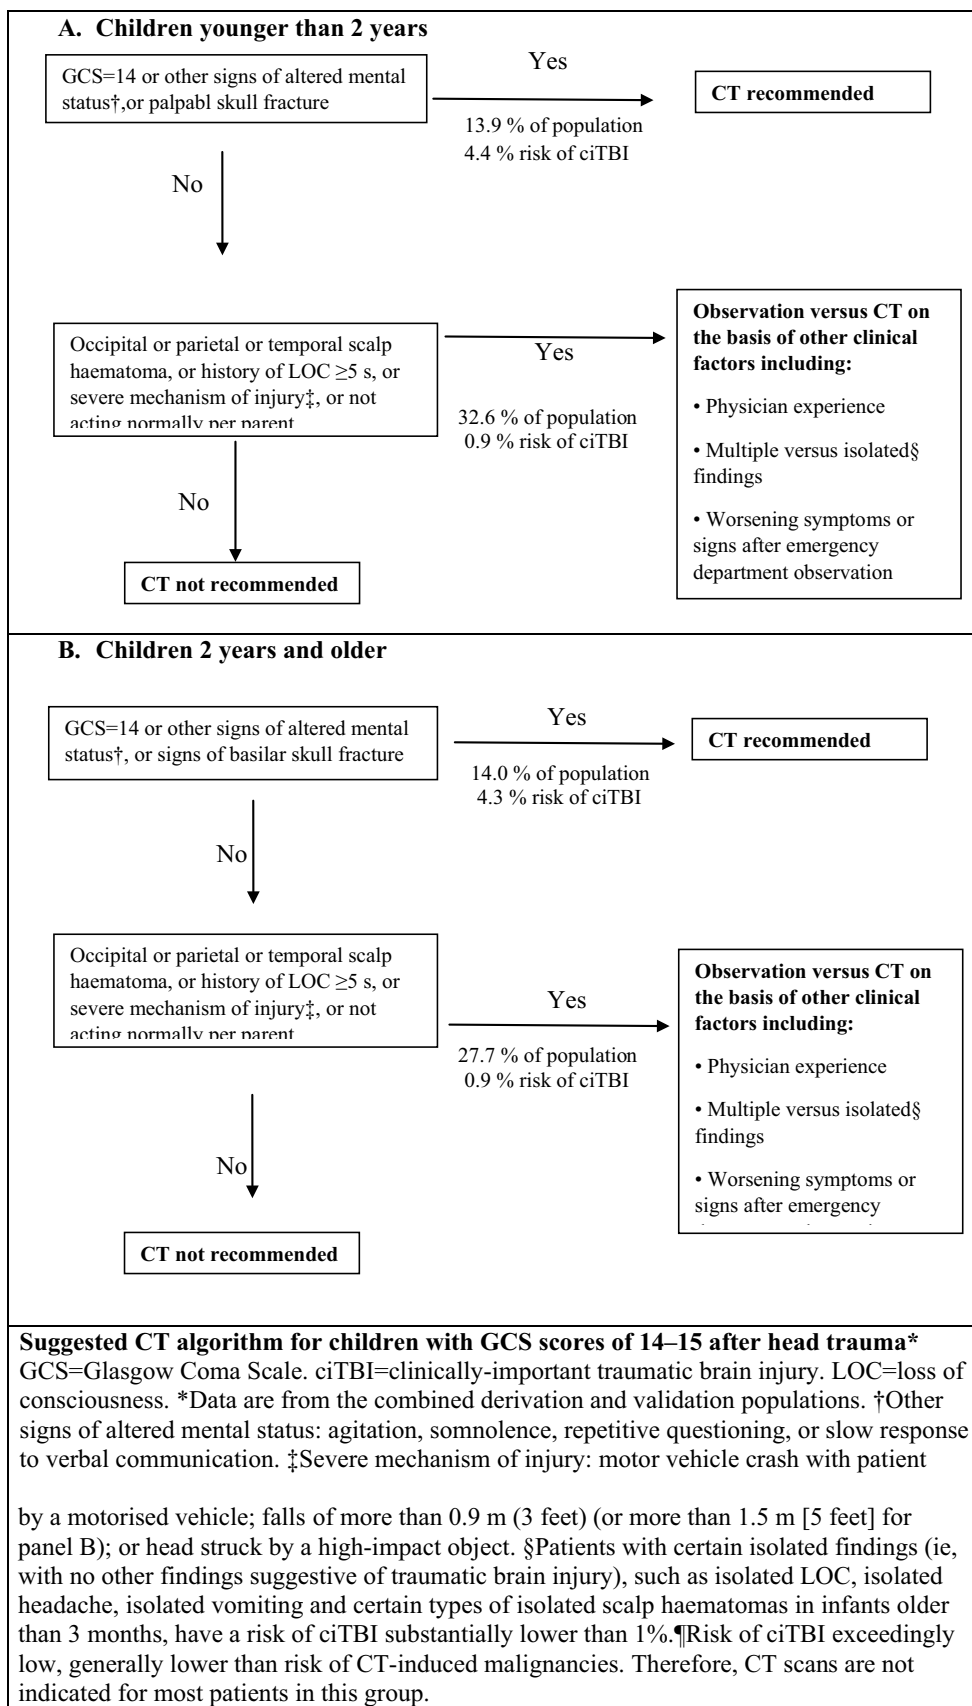 A. Children younger than 2 years
GCS=14 or other signs of altered mental
status†,or palpabl skull fracture
Yes
13.9 % of population
4.4 % risk of ciTBI
CT recommended
No
Occipital or parietal or temporal scalp
haematoma, or history of LOC ≥5 s, or
severe mechanism of injury‡, or not
acting normally per parent
Yes
32.6 % of population
0.9 % risk of ciTBI
Observation versus CT on
the basis of other clinical
factors including:
• Physician experience
• Multiple versus isolated§
findings
• Worsening symptoms or
signs after emergency
department observation
No
CT not recommended
B. Children 2 years and older
GCS=14 or other signs of altered mental
status†, or signs of basilar skull fracture
Yes
14.0 % of population
4.3 % risk of ciTBI
CT recommended
No
Occipital or parietal or temporal scalp
haematoma, or history of LOC ≥5 s, or
severe mechanism of injury‡, or not
acting normally per parent
Yes
27.7 % of population
0.9 % risk of ciTBI
Observation versus CT on
the basis of other clinical
factors including:
• Physician experience
• Multiple versus isolated§
findings
• Worsening symptoms or
signs after emergency
No
CT not recommended
Suggested CT algorithm for children with GCS scores of 14–15 after head trauma*
GCS=Glasgow Coma Scale. ciTBI=clinically-important traumatic brain injury. LOC=loss of
consciousness. *Data are from the combined derivation and validation populations. †Other
signs of altered mental status: agitation, somnolence, repetitive questioning, or slow response
to verbal communication. ‡Severe mechanism of injury: motor vehicle crash with patient
by a motorised vehicle; falls of more than 0.9 m (3 feet) (or more than 1.5 m [5 feet] for
panel B); or head struck by a high-impact object. §Patients with certain isolated findings (ie,
with no other findings suggestive of traumatic brain injury), such as isolated LOC, isolated
headache, isolated vomiting and certain types of isolated scalp haematomas in infants older
than 3 months, have a risk of ciTBI substantially lower than 1%.¶Risk of ciTBI exceedingly
low, generally lower than risk of CT-induced malignancies. Therefore, CT scans are not
indicated for most patients in this group.